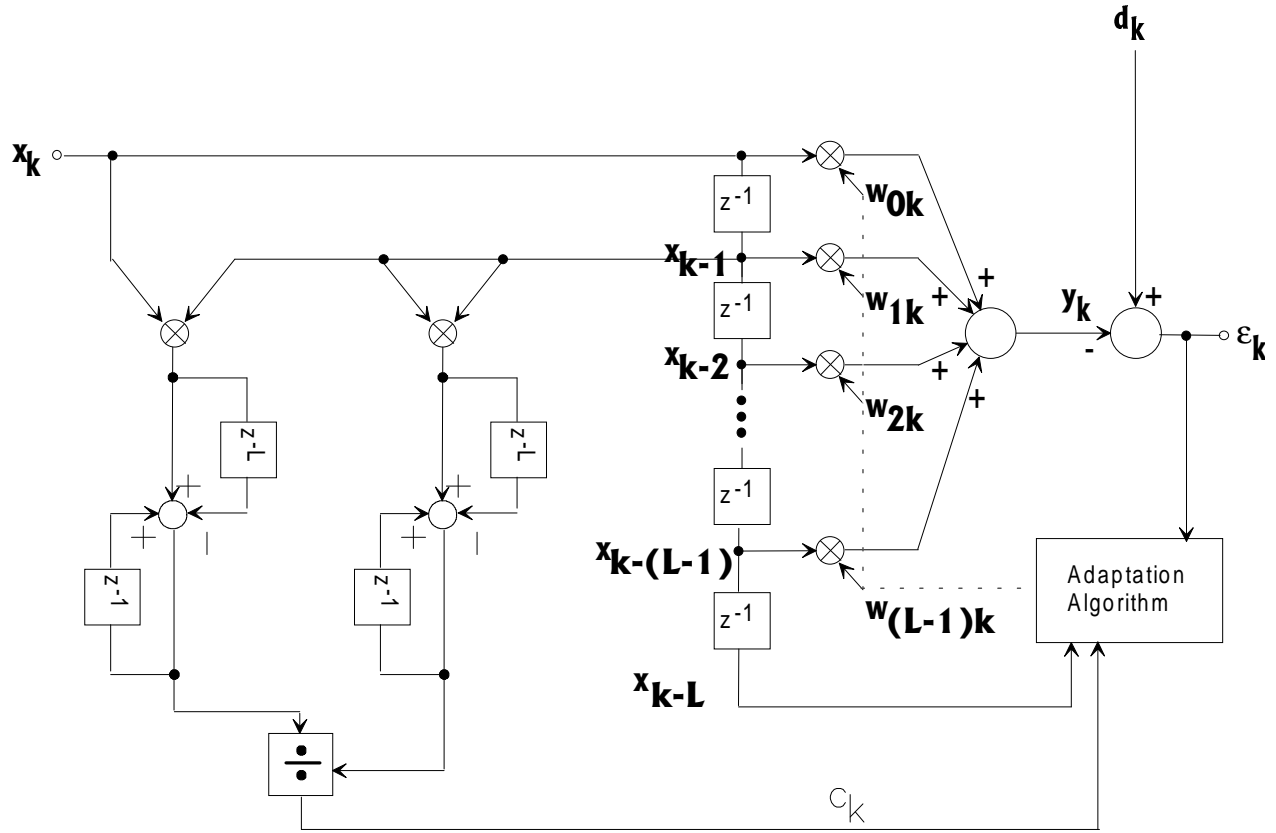 d_k
x_k
z^-1
w_0k
+
x_k-1
w_1k
+
z^-1
y_k
+
-
ε_k
x_k-2
w_2k
+
+
z^-L
z^-L
z^-1
+
+
-
+
+
-
x_k-(L-1)
w_(L-1)k
z^-1
z^-1
z^-1
Adaptation
Algorithm
x_k-L
÷
c_k